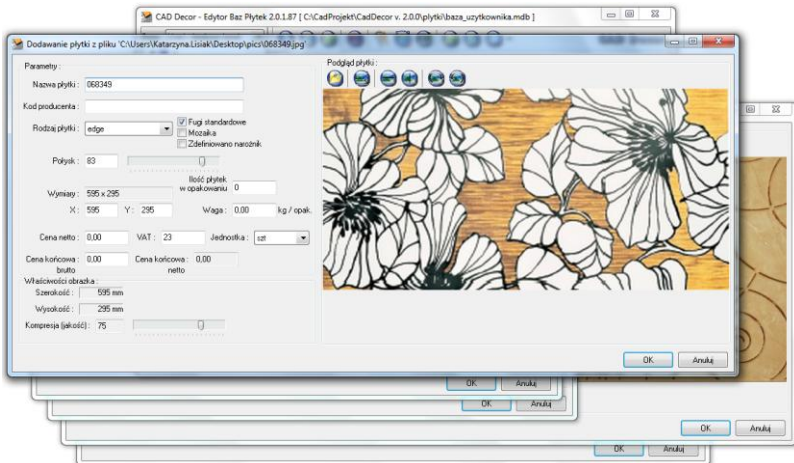 CAD Decor - Edytor Baz Płytek 2.0.1.87 [ C:\CadProjekt\CadDecor v. 2.0.0\plytki\baza_uzytkownika.mdb ]
Dodawanie płytki z pliku 'C:\Users\Katarzyna.Lisiak\Desktop\pics\068349.jpg'
Parametry :
Podgląd płytki :
Nazwa płytki : 068349
Kod producenta :
Rodzaj płytki : edge
Fugi standardowe
Mozaika
Zdefiniowano narożnik
Połysk : 83
Ilość płytek
w opakowaniu 0
Wymiary : 595 x 295
X : 595 Y : 295 Waga : 0,00 kg / opak.
Cena netto : 0,00 VAT : 23 Jednostka : szt
Cena końcowa : 0,00 Cena końcowa : 0,00
brutto netto
Właściwości obrazka :
Szerokość : 595 mm
Wysokość : 295 mm
Kompresja (jakość) : 75
OK Anuluj
OK Anuluj
OK Anuluj
OK Anuluj
OK Anuluj